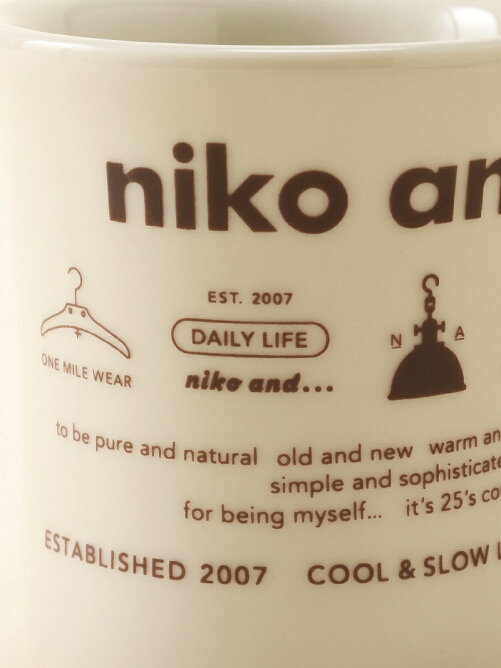 niko an
EST. 2007
DAILY LIFE
niko and...
ONE MILE WEAR
N A
to be pure and natural old and new warm an
simple and sophisticate
for being myself... it's 25's co
ESTABLISHED 2007 COOL & SLOW L